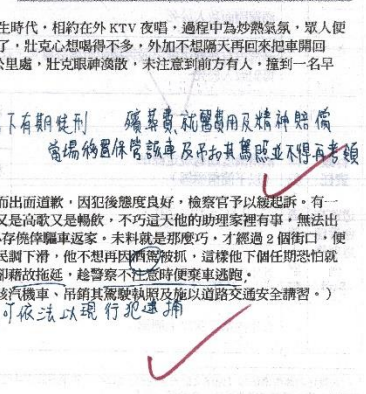 生時代，相約在外 KTV 夜唱，過程中為炒熱氣氛，眾人便
了，壯克心想喝得不多，外加不想隔天再回來把車開回
公里處，壯克眼神渙散，未注意到前方有人，撞到一名早
下有期徒刑 殯葬費、就醫費用及精神賠償
當場移置保管該車及吊扣其駕照並不得再考領
而出面道歉，因犯後態度良好，檢察官予以緩起訴。有一
又是高歌又是暢飲，不巧這天他的助理家裡有事，無法出
心存僥倖驅車返家。未料就是那麼巧，才經過 2 個街口，便
民調下滑，他不想再因酒駕被抓，這樣他下個任期恐怕就
卻藉故拖延，趁警察不注意時便棄車逃跑。
該汽機車、吊銷其駕駛執照及施以道路交通安全講習。）
可依法以現行犯逮捕